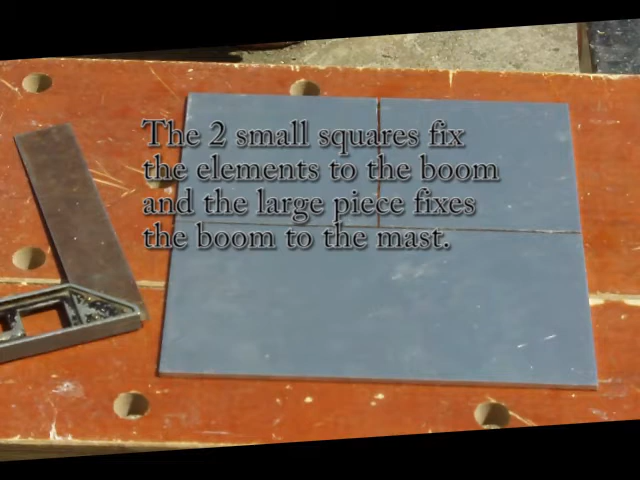 The 2 small squares fix
the elements to the boom
and the large piece fixes
the boom to the mast.